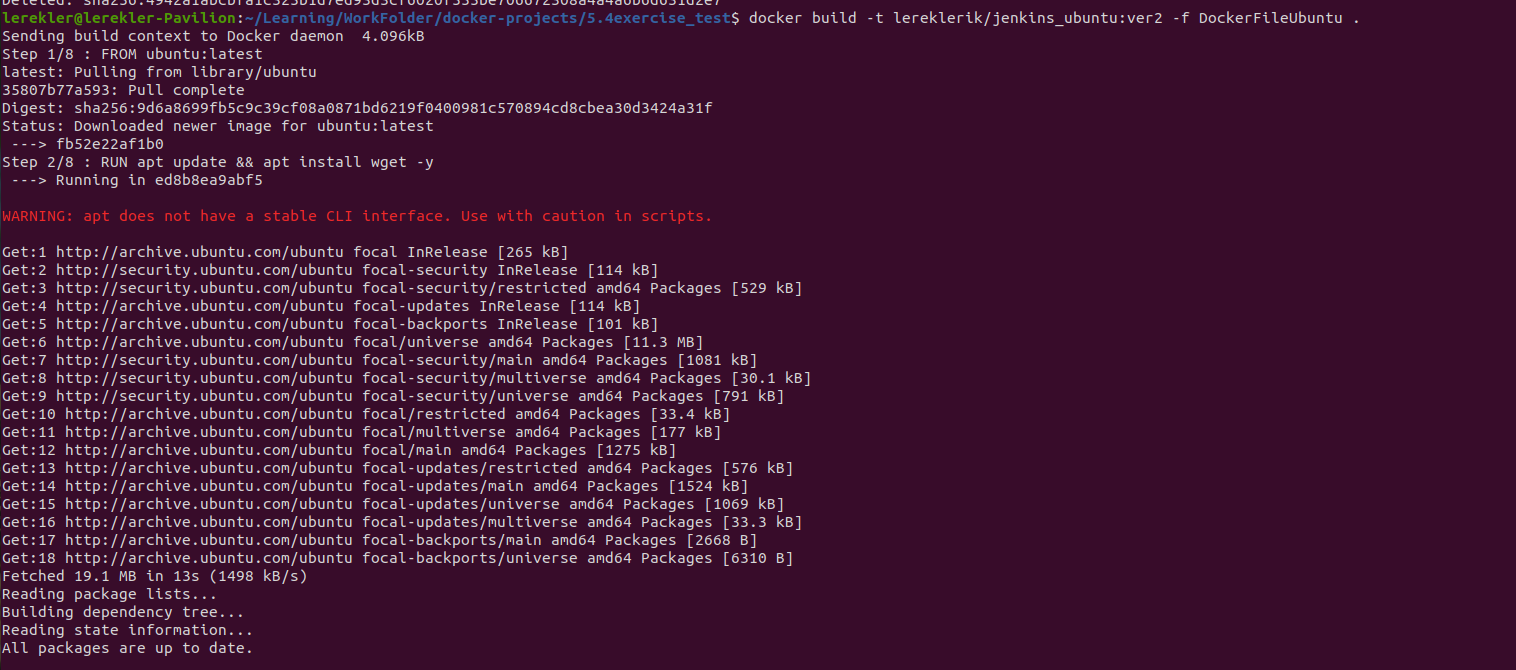 lerekler@lerekler-Pavilion:~/Learning/WorkFolder/docker-projects/5.4exercise_test$ docker build -t lereklerik/jenkins_ubuntu:ver2 -f DockerFileUbuntu .
Sending build context to Docker daemon  4.096kB
Step 1/8 : FROM ubuntu:latest
latest: Pulling from library/ubuntu
35807b77a593: Pull complete
Digest: sha256:9d6a8699fb5c9c39cf08a0871bd6219f0400981c570894cd8cbea30d3424a31f
Status: Downloaded newer image for ubuntu:latest
 ---> fb52e22af1b0
Step 2/8 : RUN apt update && apt install wget -y
 ---> Running in ed8b8ea9abf5
WARNING: apt does not have a stable CLI interface. Use with caution in scripts.
Get:1 http://archive.ubuntu.com/ubuntu focal InRelease [265 kB]
Get:2 http://security.ubuntu.com/ubuntu focal-security InRelease [114 kB]
Get:3 http://security.ubuntu.com/ubuntu focal-security/restricted amd64 Packages [529 kB]
Get:4 http://archive.ubuntu.com/ubuntu focal-updates InRelease [114 kB]
Get:5 http://archive.ubuntu.com/ubuntu focal-backports InRelease [101 kB]
Get:6 http://archive.ubuntu.com/ubuntu focal/universe amd64 Packages [11.3 MB]
Get:7 http://security.ubuntu.com/ubuntu focal-security/main amd64 Packages [1081 kB]
Get:8 http://security.ubuntu.com/ubuntu focal-security/multiverse amd64 Packages [30.1 kB]
Get:9 http://security.ubuntu.com/ubuntu focal-security/universe amd64 Packages [791 kB]
Get:10 http://archive.ubuntu.com/ubuntu focal/restricted amd64 Packages [33.4 kB]
Get:11 http://archive.ubuntu.com/ubuntu focal/multiverse amd64 Packages [177 kB]
Get:12 http://archive.ubuntu.com/ubuntu focal/main amd64 Packages [1275 kB]
Get:13 http://archive.ubuntu.com/ubuntu focal-updates/restricted amd64 Packages [576 kB]
Get:14 http://archive.ubuntu.com/ubuntu focal-updates/main amd64 Packages [1524 kB]
Get:15 http://archive.ubuntu.com/ubuntu focal-updates/universe amd64 Packages [1069 kB]
Get:16 http://archive.ubuntu.com/ubuntu focal-updates/multiverse amd64 Packages [33.3 kB]
Get:17 http://archive.ubuntu.com/ubuntu focal-backports/main amd64 Packages [2668 B]
Get:18 http://archive.ubuntu.com/ubuntu focal-backports/universe amd64 Packages [6310 B]
Fetched 19.1 MB in 13s (1498 kB/s)
Reading package lists...
Building dependency tree...
Reading state information...
All packages are up to date.